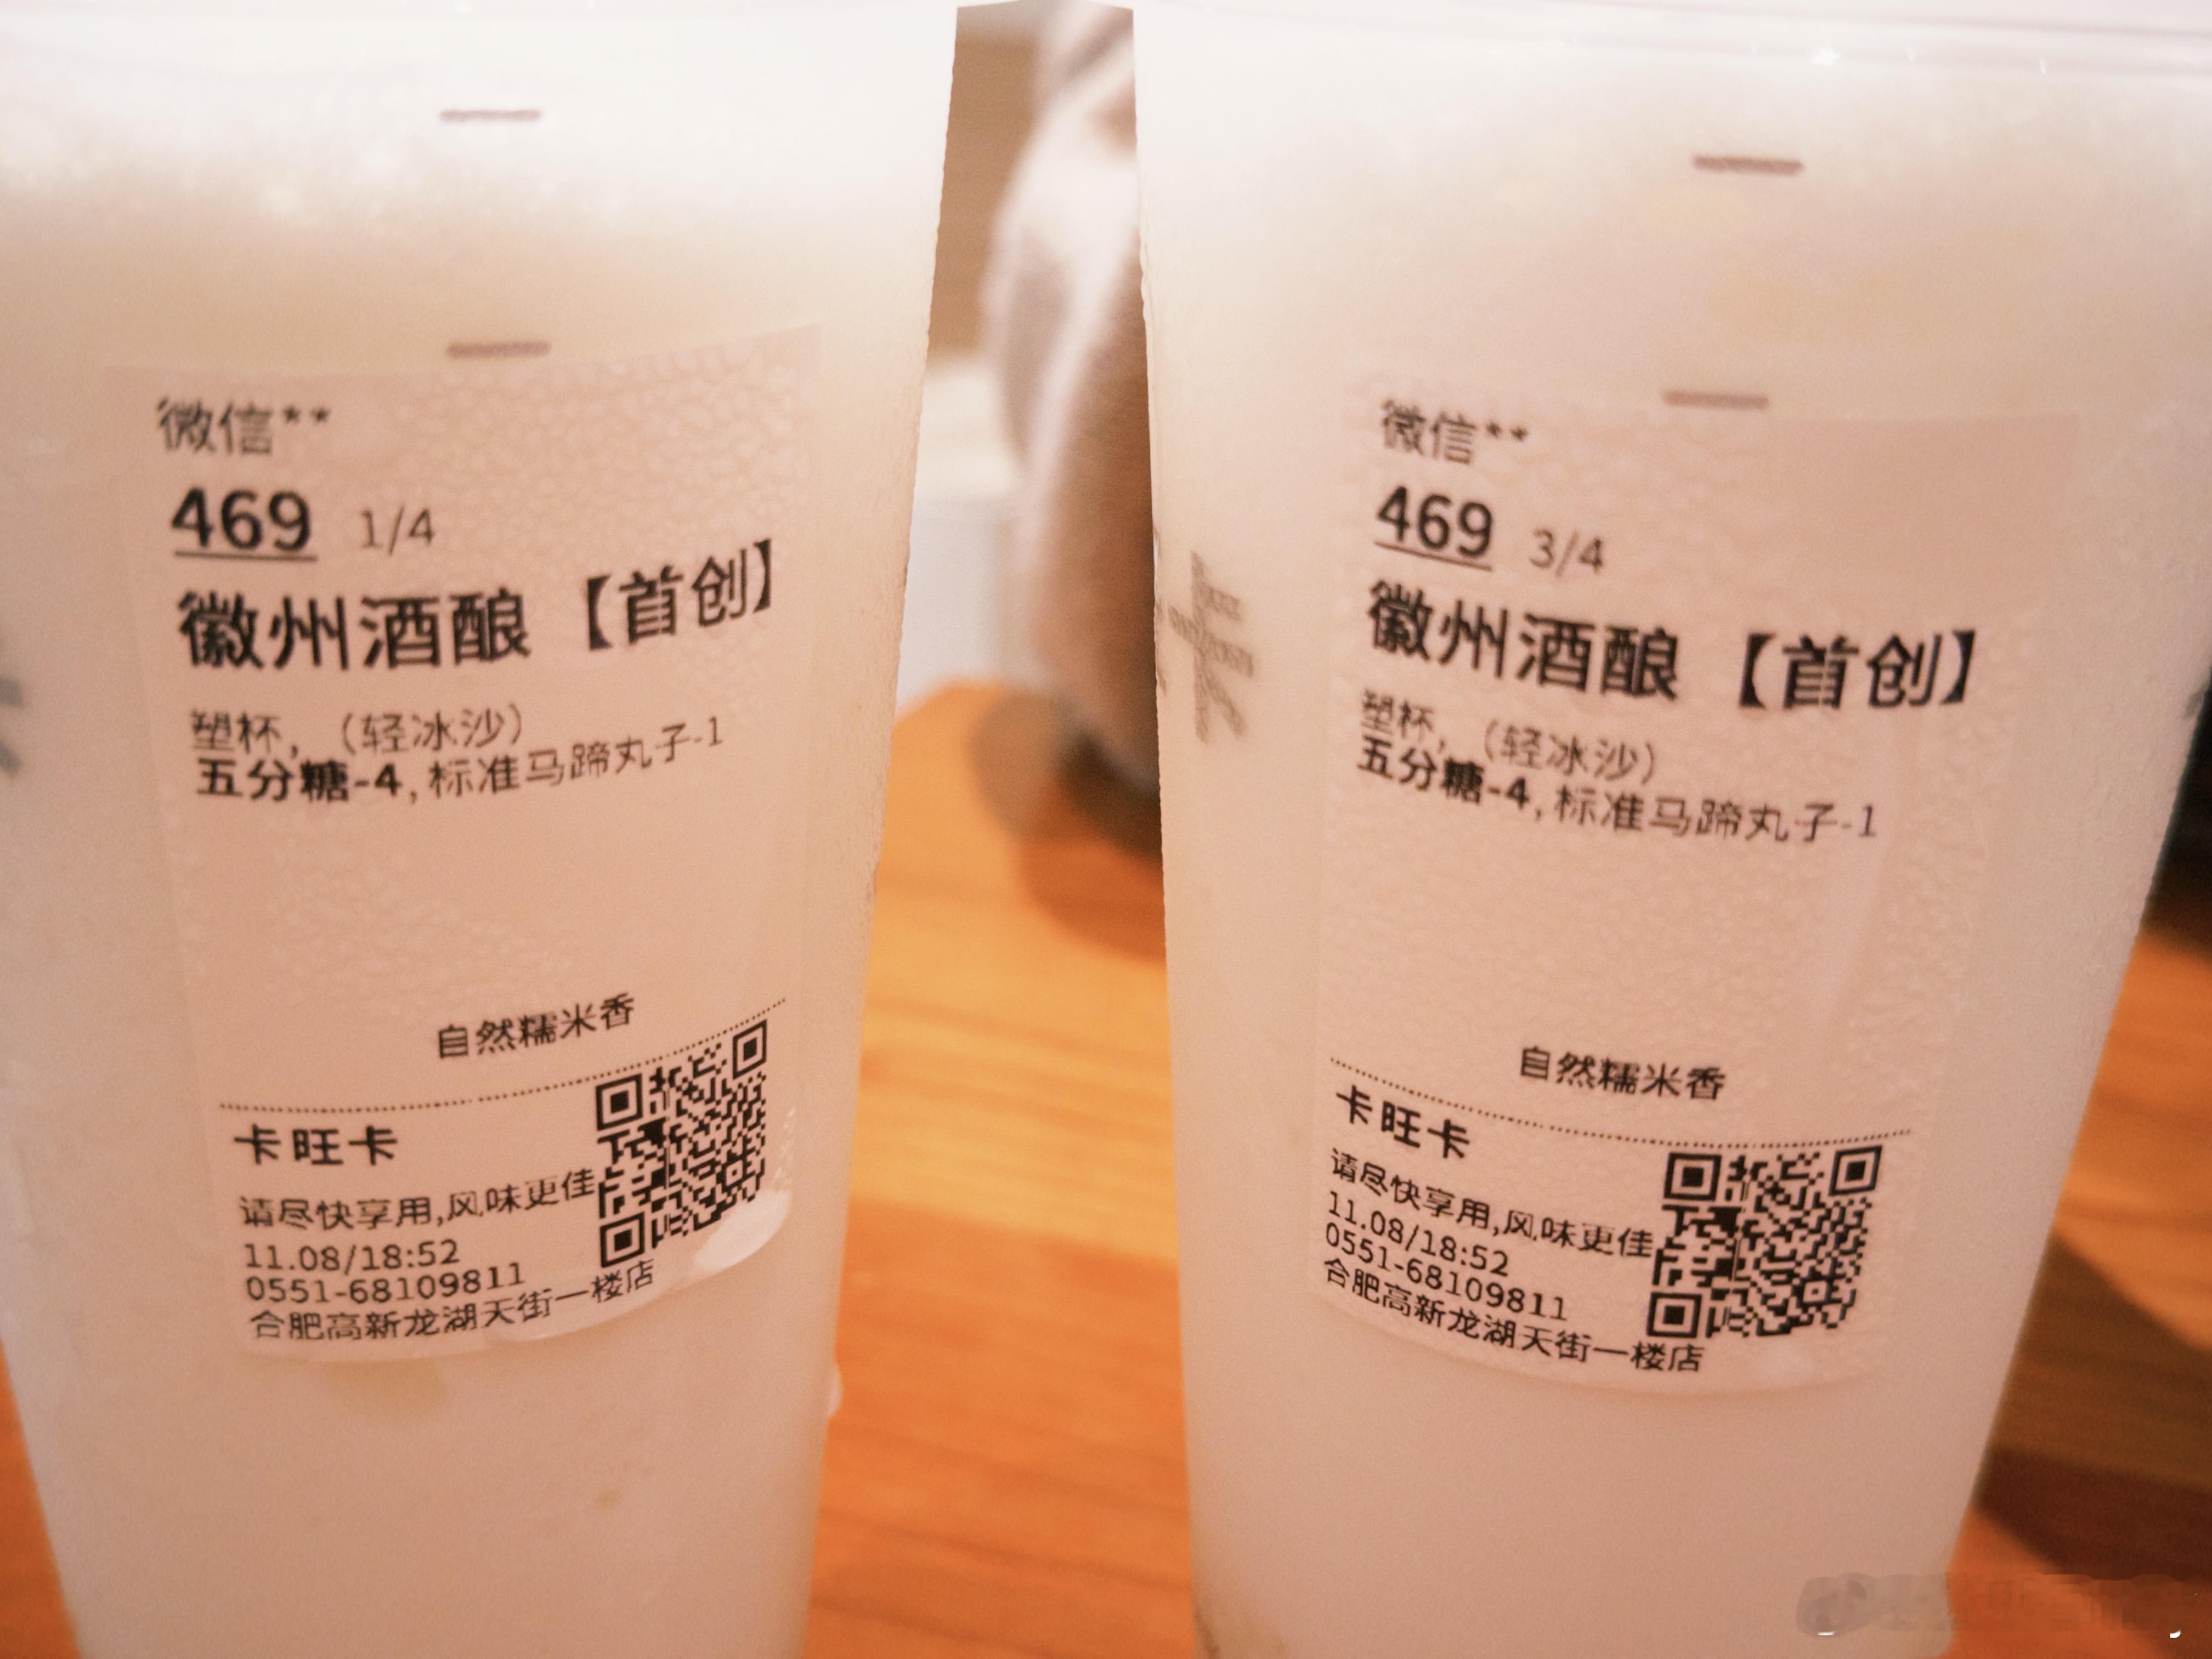 微信**
469 1/4
徽州酒酿【首创】
塑杯，（轻冰沙）
五分糖-4,标准马蹄丸子-1
自然糯米香
卡旺卡
请尽快享用,风味更佳
11.08/18:52
0551-68109811
合肥高新龙湖天街一楼店
卡
微信**
469 3/4
徽州酒酿【首创】
塑杯，（轻冰沙）
五分糖-4,标准马蹄丸子-1
自然糯米香
卡旺卡
请尽快享用,风味更佳
11.08/18:52
0551-68109811
合肥高新龙湖天街一楼店